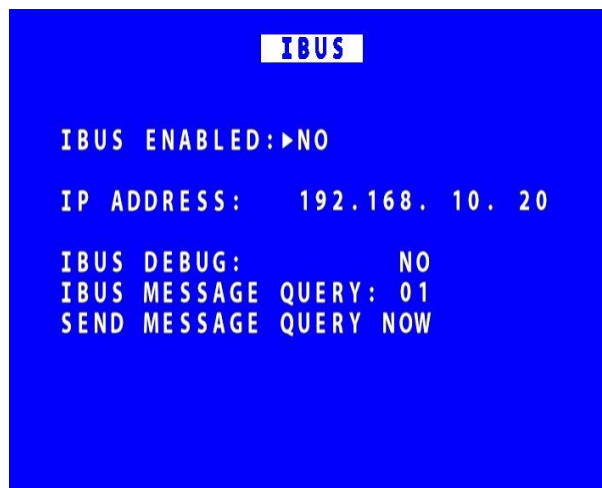 IBUS
IBUS ENABLED:▶NO
IP ADDRESS: 192.168. 10. 20
IBUS DEBUG: NO
IBUS MESSAGE QUERY: 01
SEND MESSAGE QUERY NOW